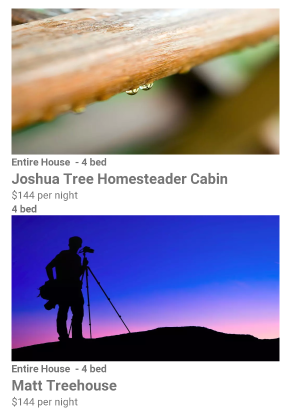 Entire House - 4 bed
Joshua Tree Homesteader Cabin
$144 per night
4 bed
Entire House - 4 bed
Matt Treehouse
$144 per night